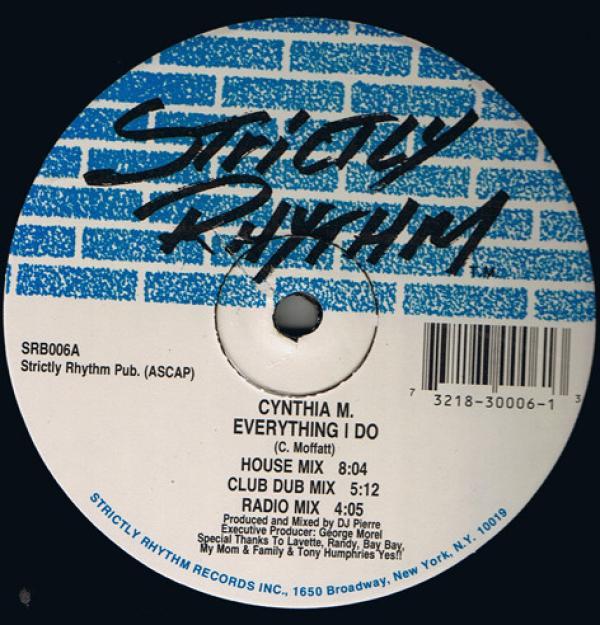 STRICTLY
RHYTHM
T.M.
SRB006A
Strictly Rhythm Pub. (ASCAP)
7 3218-30006-1 3
CYNTHIA M.
EVERYTHING I DO
(C. Moffatt)
HOUSE MIX 8:04
CLUB DUB MIX 5:12
RADIO MIX 4:05
Produced and Mixed by DJ Pierre
Executive Producer: George Morel
Special Thanks To Lavette, Randy, Bay Bay,
My Mom & Family & Tony Humphries Yes!!
STRICTLY RHYTHM RECORDS INC., 1650 Broadway, New York, N.Y. 10019